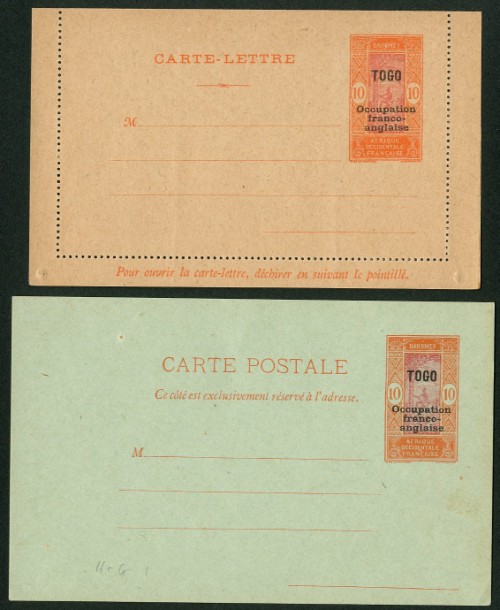 CARTE-LETTRE
DAHOMEY
TOGO
10 10
Occupation
franco-
anglaise
AFRIQUE
OCCIDENTALE
FRANÇAISE
M
Pour ouvrir la carte-lettre, déchirer en suivant le pointillé.
CARTE POSTALE
Ce côté est exclusivement réservé à l'adresse.
DAHOMEY
TOGO
10 10
Occupation
franco-
anglaise
AFRIQUE
OCCIDENTALE
FRANÇAISE
M